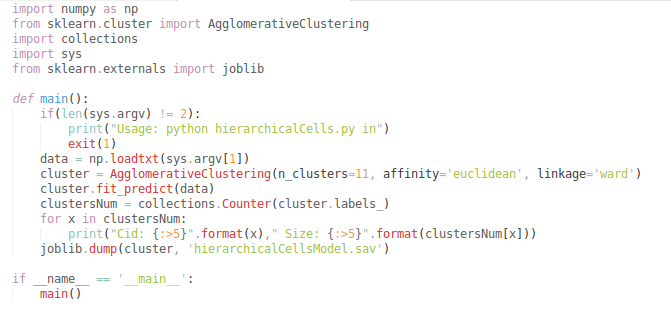 import numpy as np
from sklearn.cluster import AgglomerativeClustering
import collections
import sys
from sklearn.externals import joblib

def main():
    if(len(sys.argv) != 2):
        print("Usage: python hierarchicalCells.py in")
        exit(1)
    data = np.loadtxt(sys.argv[1])
    cluster = AgglomerativeClustering(n_clusters=11, affinity='euclidean', linkage='ward')
    cluster.fit_predict(data)
    clustersNum = collections.Counter(cluster.labels_)
    for x in clustersNum:
        print("Cid: {:>5}".format(x)," Size: {:>5}".format(clustersNum[x]))
    joblib.dump(cluster, 'hierarchicalCellsModel.sav')

if __name__ == '__main__':
    main()